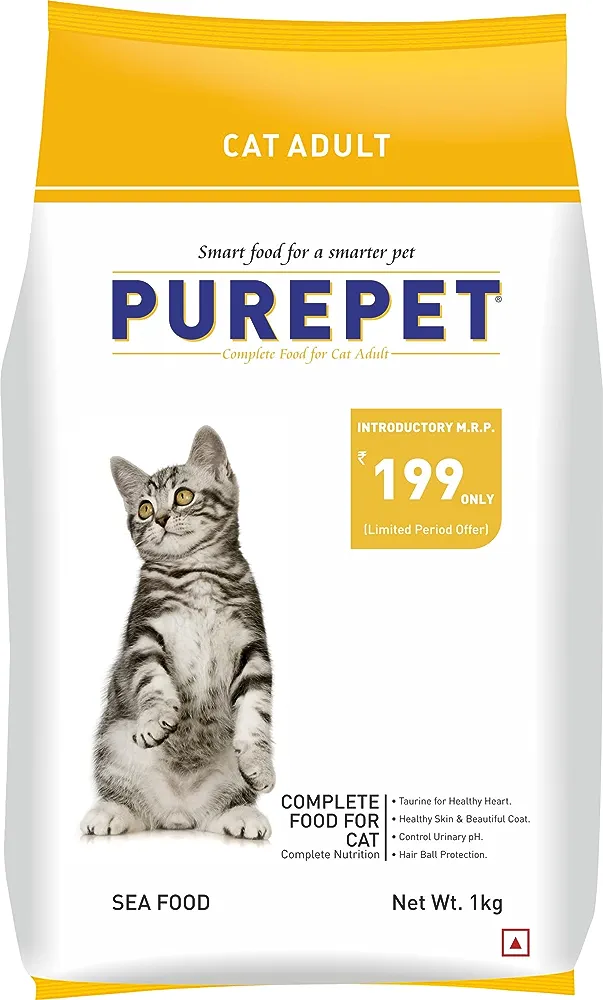 CAT ADULT
Smart food for a smarter pet
PUREPET®
Complete Food for Cat Adult
INTRODUCTORY M.R.P.
₹ 199 ONLY
(Limited Period Offer)
COMPLETE
FOOD FOR
CAT
Complete Nutrition
• Taurine for Healthy Heart.
• Healthy Skin & Beautiful Coat.
• Control Urinary pH.
• Hair Ball Protection.
SEA FOOD
Net Wt. 1kg